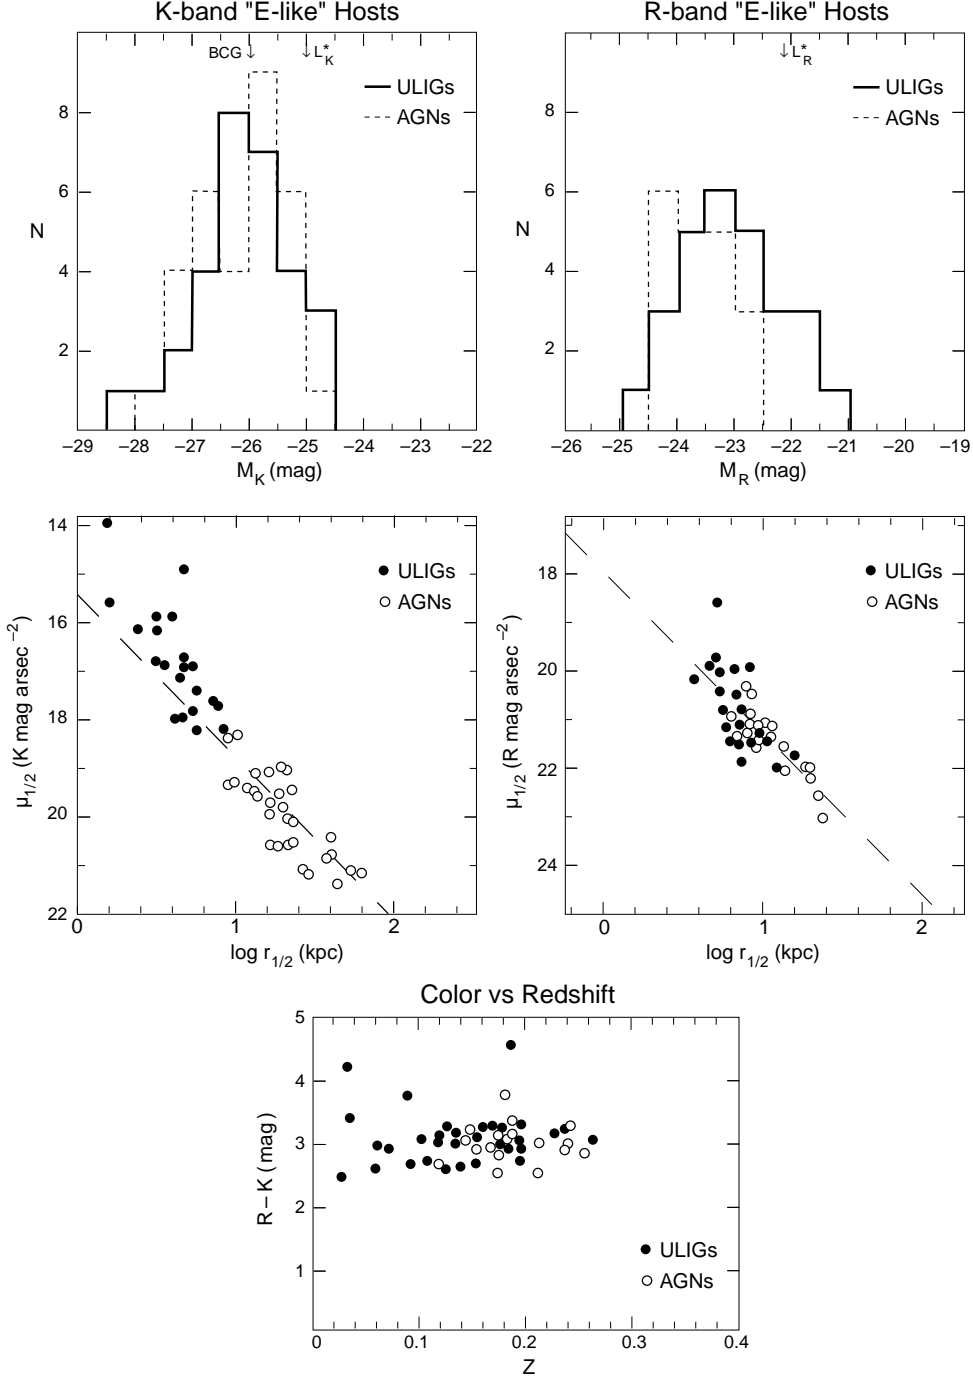 K-band "E-like" Hosts
R-band "E-like" Hosts
BCG ↓ ↓ L*K
↓ L*R
ULIGs
AGNs
ULIGs
AGNs
8
6
4
2
N
8
6
4
2
N
−29 −28 −27 −26 −25 −24 −23 −22
MK (mag)
−26 −25 −24 −23 −22 −21 −20 −19
MR (mag)
14
16
18
20
22
μ1/2 (K mag arsec−2)
ULIGs
AGNs
0 1 2
log r1/2 (kpc)
18
20
22
24
μ1/2 (R mag arsec−2)
ULIGs
AGNs
0 1 2
log r1/2 (kpc)
Color vs Redshift
5
4
3
2
1
R−K (mag)
ULIGs
AGNs
0 0.1 0.2 0.3 0.4
Z